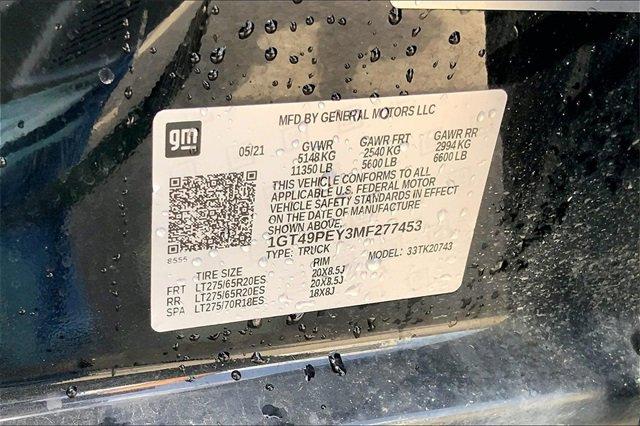 MFD BY GENERAL MOTORS LLC
gm
05/21 GVWR GAWR FRT GAWR RR
5148 KG 2540 KG 2994 KG
11350 LB 5600 LB 6600 LB
THIS VEHICLE CONFORMS TO ALL
APPLICABLE U.S. FEDERAL MOTOR
VEHICLE SAFETY STANDARDS IN EFFECT
ON THE DATE OF MANUFACTURE
SHOWN ABOVE.
1GT49PEY3MF277453
TYPE: TRUCK MODEL: 33TK20743
8555
TIRE SIZE RIM
FRT LT275/65R20ES 20X8.5J
RR LT275/65R20ES 20X8.5J
SPA LT275/70R18ES 18X8J